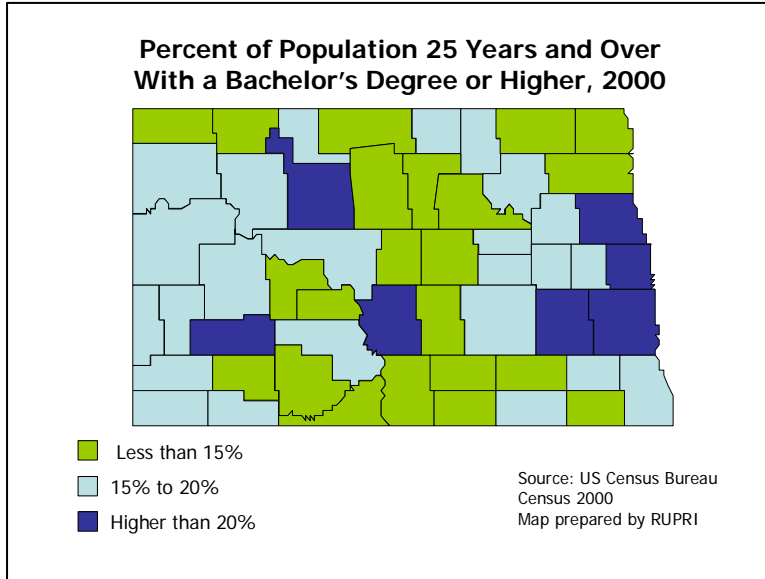 Percent of Population 25 Years and Over
With a Bachelor's Degree or Higher, 2000
Less than 15%
15% to 20%
Higher than 20%
Source: US Census Bureau
Census 2000
Map prepared by RUPRI